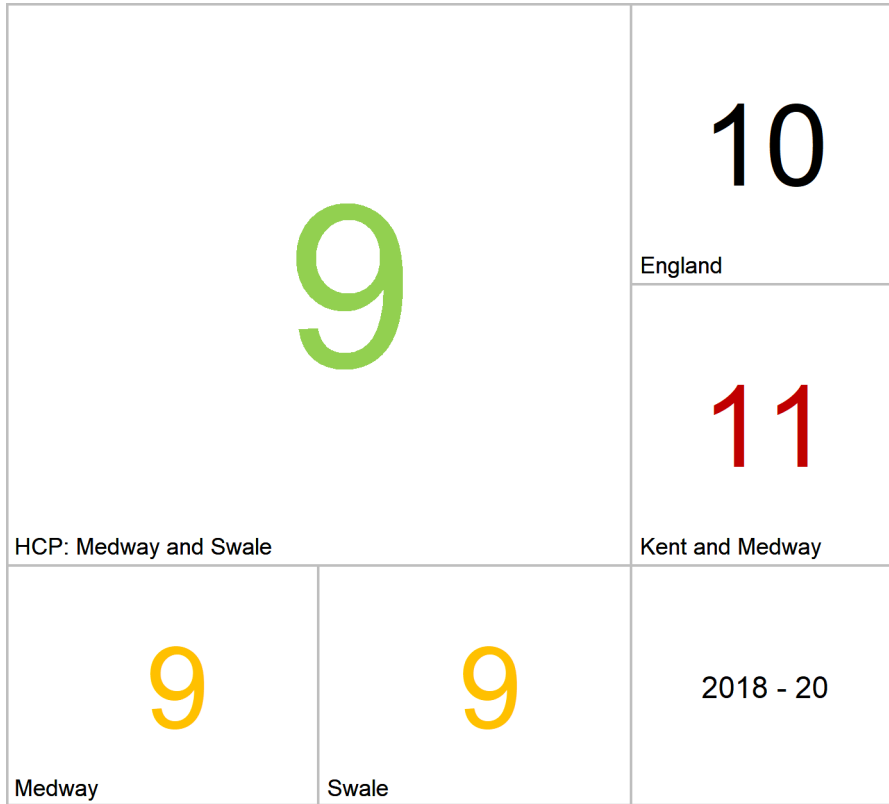 9
HCP: Medway and Swale
10
England
11
Kent and Medway
9
Medway
9
Swale
2018 - 20